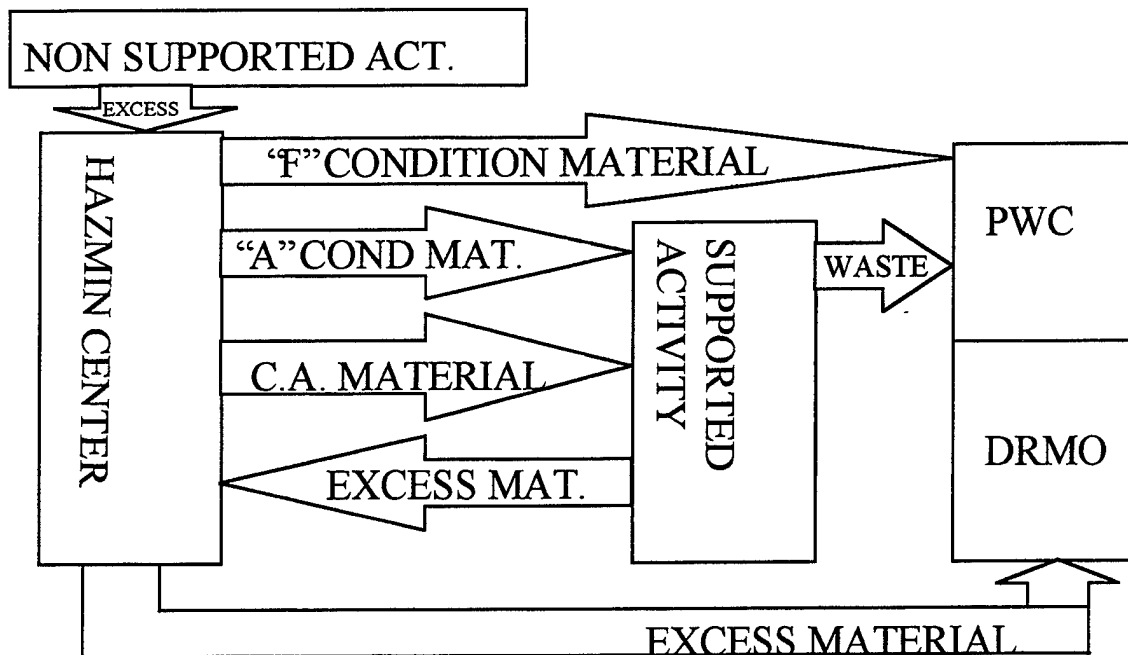 NON SUPPORTED ACT.
EXCESS
HAZMIN CENTER
"F" CONDITION MATERIAL
"A" COND MAT.
C.A. MATERIAL
EXCESS MAT.
SUPPORTED
ACTIVITY
WASTE
PWC
DRMO
EXCESS MATERIAL